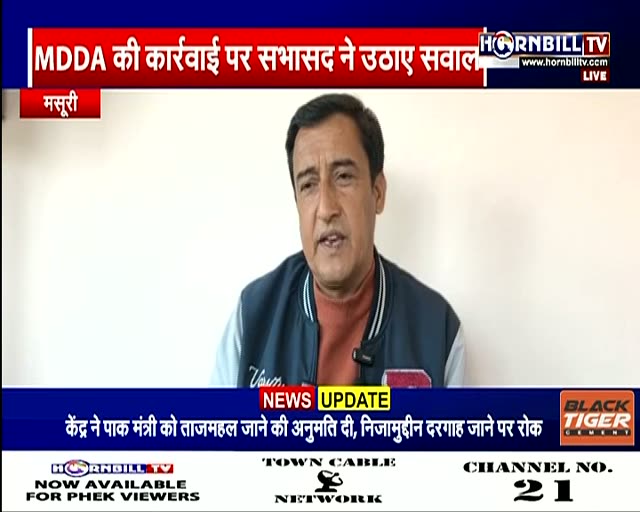 MDDA की कार्रवाई पर सभासद ने उठाए सवाल
HORNBILL TV
www.hornbilltv.com
LIVE
मसूरी
NEWS UPDATE
केंद्र ने पाक मंत्री को ताजमहल जाने की अनुमति दी, निजामुद्दीन दरगाह जाने पर रोक
BLACK
TIGER
CEMENT
HORNBILL TV
NOW AVAILABLE
FOR PHEK VIEWERS
TOWN CABLE
&
NETWORK
CHANNEL NO.
21